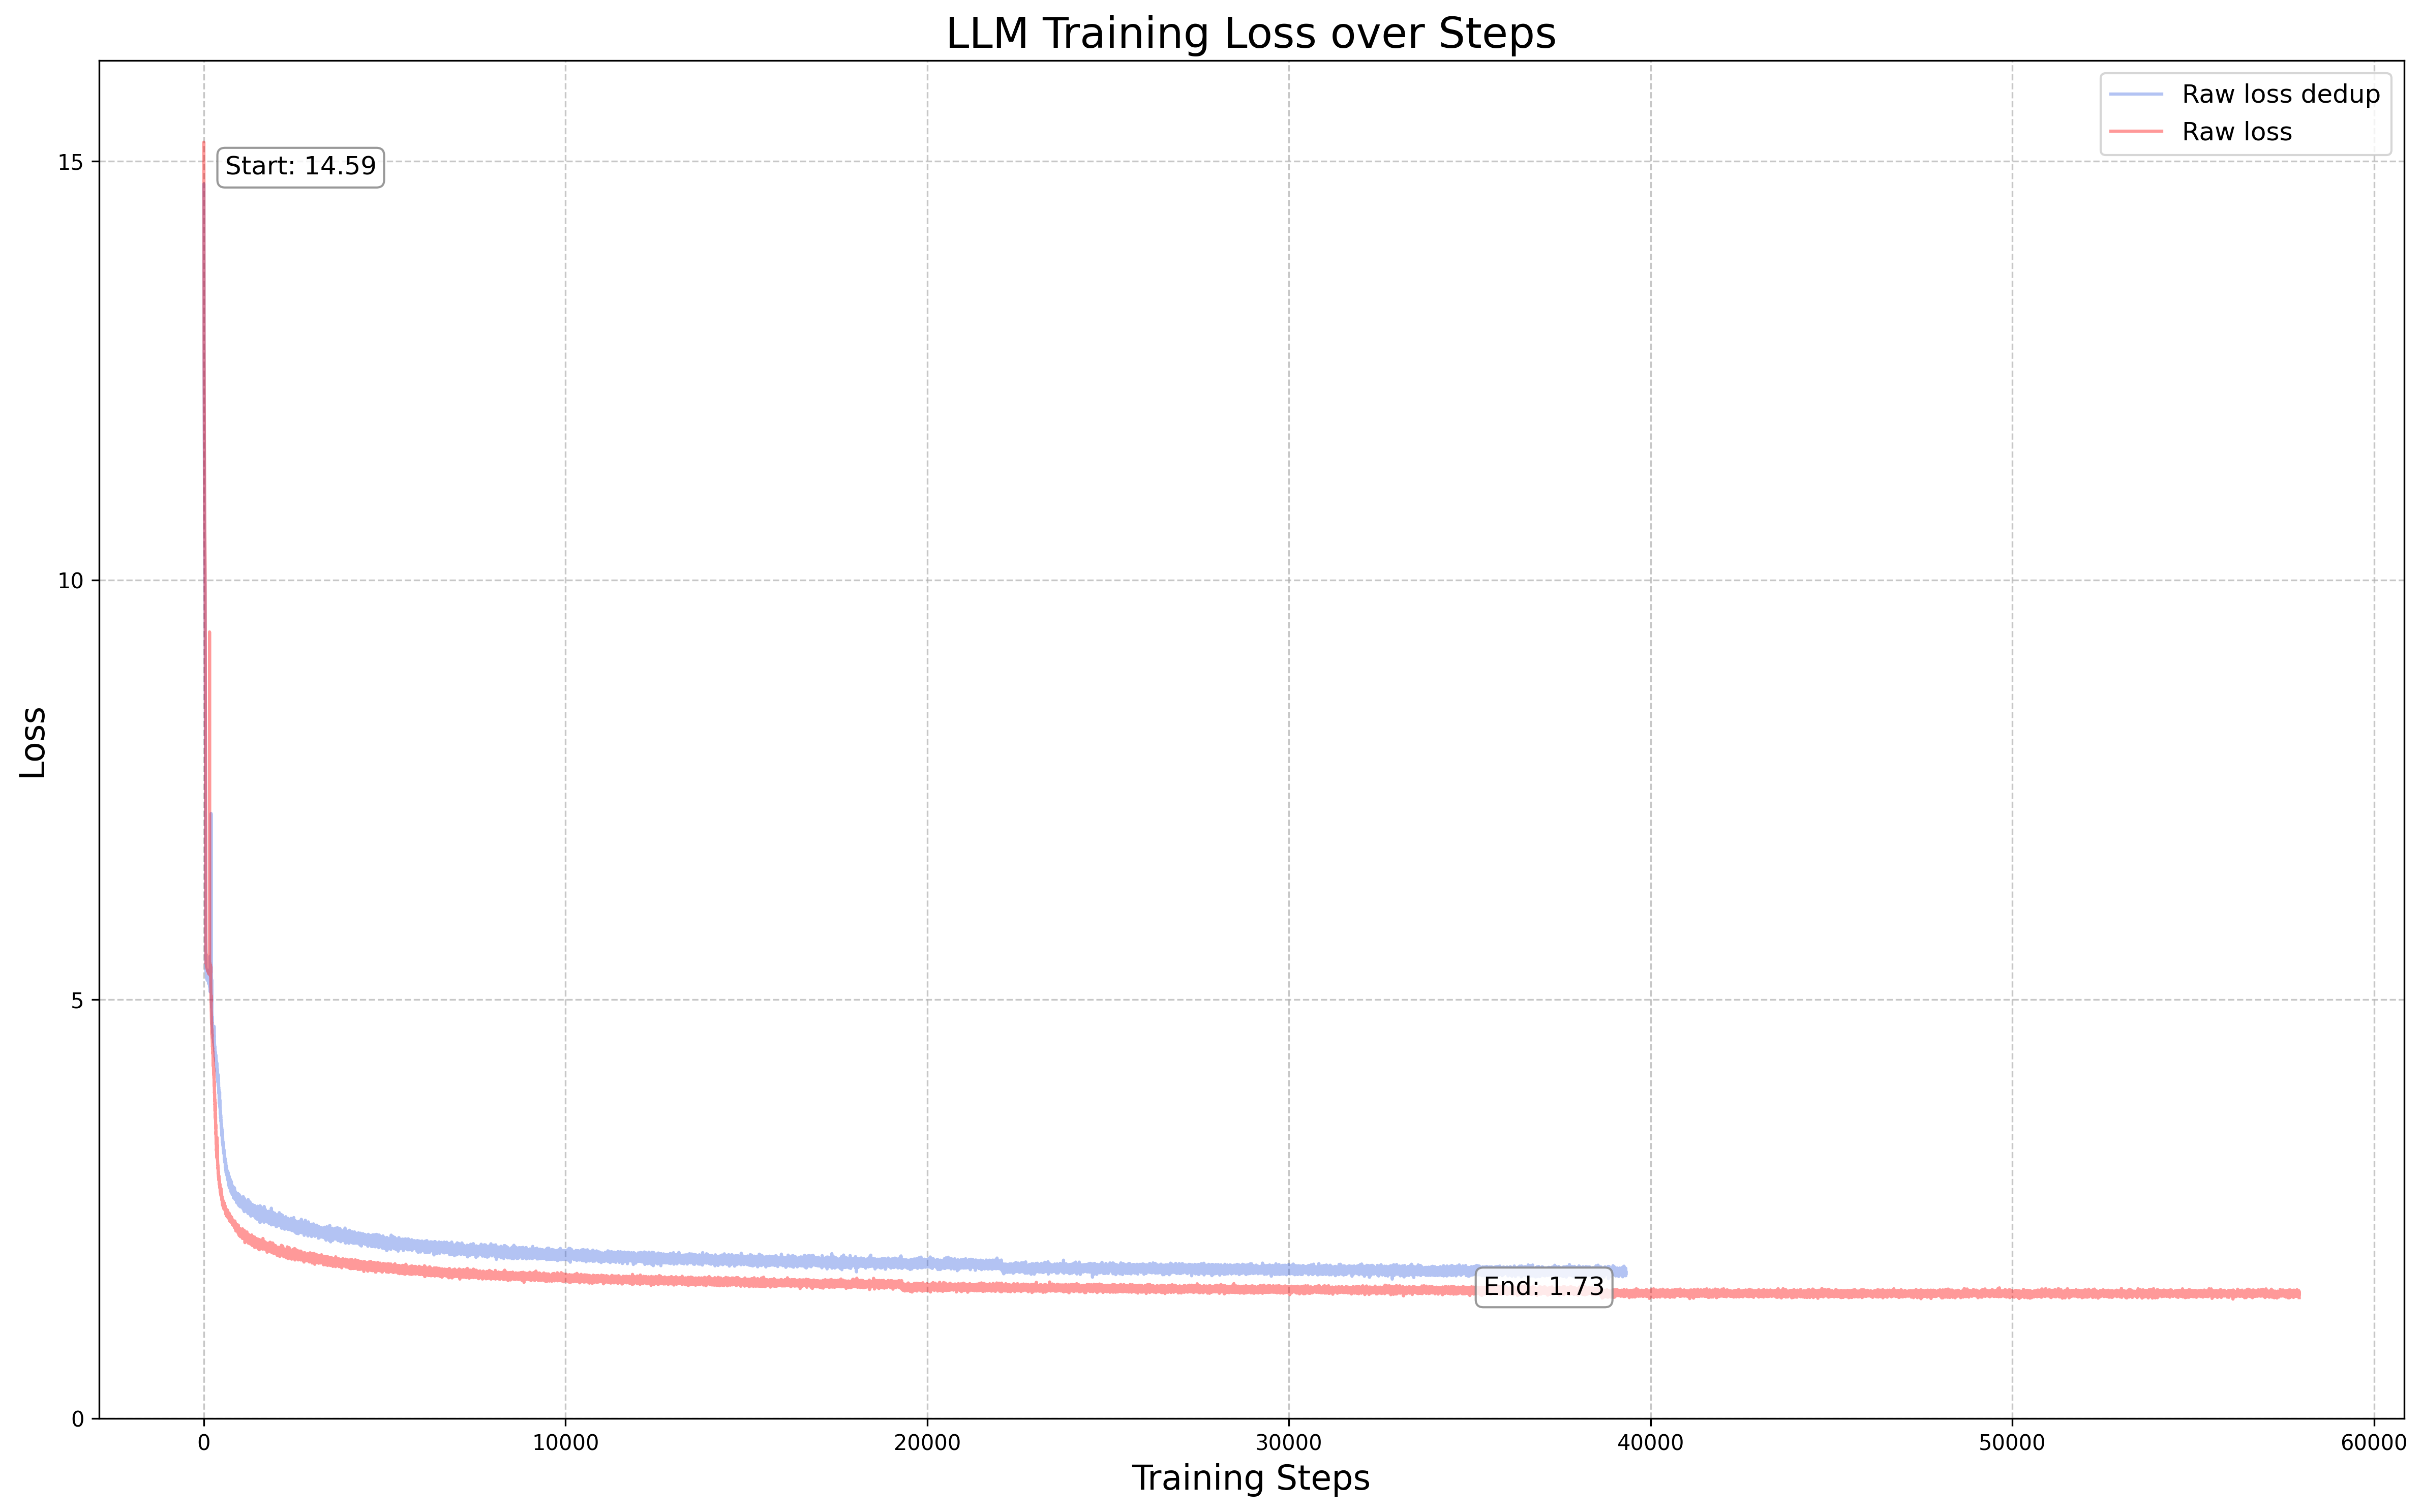 LLM Training Loss over Steps
Raw loss dedup
Raw loss
Start: 14.59
End: 1.73
Loss
15
10
5
0
0 10000 20000 30000 40000 50000 60000
Training Steps